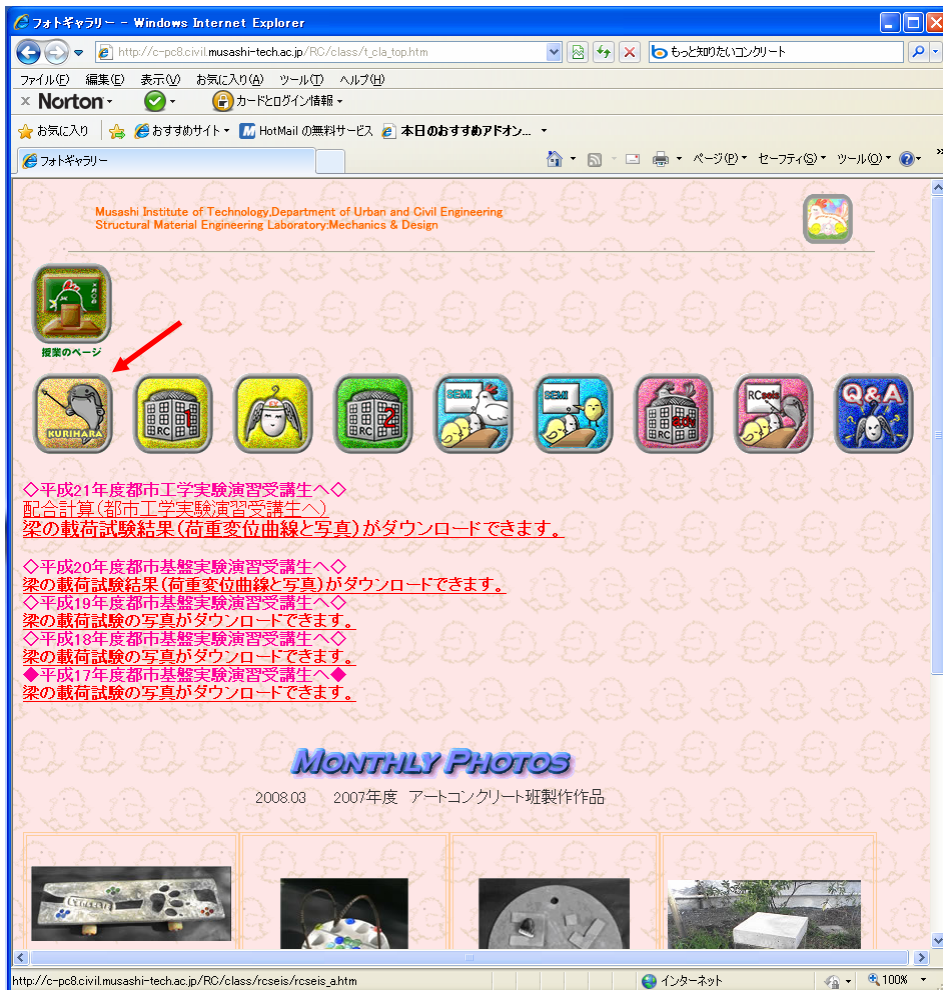 フォトギャラリー - Windows Internet Explorer
http://c-pc8.civil.musashi-tech.ac.jp/RC/class/t_cla_top.htm
もっと知りたいコンクリート
ファイル(F) 編集(E) 表示(V) お気に入り(A) ツール(T) ヘルプ(H)
× Norton カードとログイン情報
お気に入り おすすめサイト HotMail の無料サービス 本日のおすすめアドオン...
フォトギャラリー
ページ(P) セーフティ(S) ツール(O) »
Musashi Institute of Technology,Department of Urban and Civil Engineering
Structural Material Engineering Laboratory:Mechanics & Design
授業のページ
KURIHARA
RC 1
RC 2
SEMI
SEMI
RC adv
RCseis
Q&A
◇平成21年度都市工学実験演習受講生へ◇
配合計算(都市工学実験演習受講生へ)
梁の載荷試験結果(荷重変位曲線と写真)がダウンロードできます。
◇平成20年度都市基盤実験演習受講生へ◇
梁の載荷試験結果(荷重変位曲線と写真)がダウンロードできます。
◇平成19年度都市基盤実験演習受講生へ◇
梁の載荷試験の写真がダウンロードできます。
◇平成18年度都市基盤実験演習受講生へ◇
梁の載荷試験の写真がダウンロードできます。
◆平成17年度都市基盤実験演習受講生へ◆
梁の載荷試験の写真がダウンロードできます。
MONTHLY PHOTOS
2008.03 2007年度 アートコンクリート班製作作品
http://c-pc8.civil.musashi-tech.ac.jp/RC/class/rcseis/rcseis_a.htm
インターネット
100%